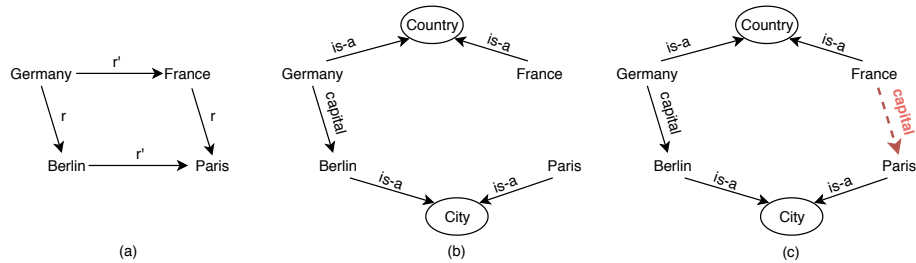 r'
Germany
France
r
r
Berlin
r'
Paris
(a)
Country
is-a
is-a
Germany
France
capital
Berlin
Paris
is-a
is-a
City
(b)
Country
is-a
is-a
Germany
France
capital
capital
Berlin
Paris
is-a
is-a
City
(c)